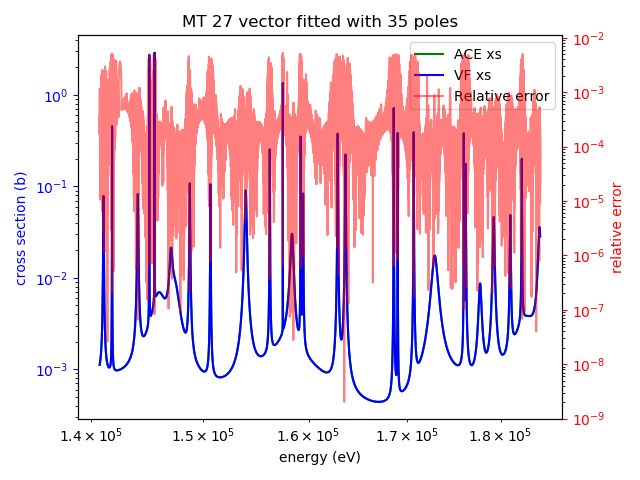 MT 27 vector fitted with 35 poles
ACE xs
VF xs
Relative error
cross section (b)
10⁰
10⁻¹
10⁻²
10⁻³
relative error
10⁻²
10⁻³
10⁻⁴
10⁻⁵
10⁻⁶
10⁻⁷
10⁻⁸
10⁻⁹
1.4 × 10⁵ 1.5 × 10⁵ 1.6 × 10⁵ 1.7 × 10⁵ 1.8 × 10⁵
energy (eV)